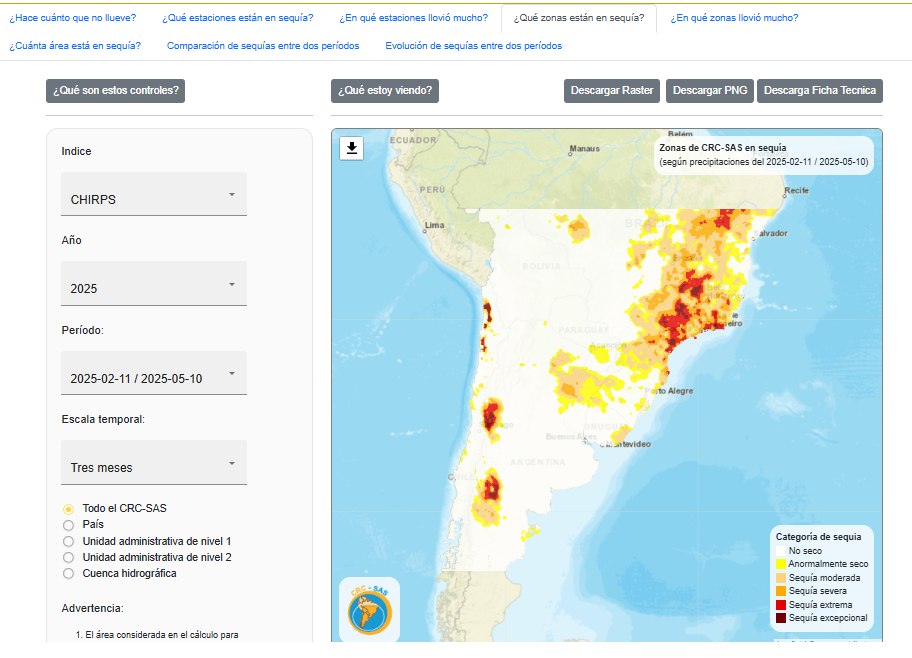 ¿Hace cuánto que no llueve?
¿Qué estaciones están en sequía?
¿En qué estaciones llovió mucho?
¿Qué zonas están en sequía?
¿En qué zonas llovió mucho?
¿Cuánta área está en sequía?
Comparación de sequías entre dos períodos
Evolución de sequías entre dos períodos
¿Qué son estos controles?
¿Qué estoy viendo?
Descargar Raster
Descargar PNG
Descarga Ficha Tecnica
Indice
CHIRPS
Año
2025
Período:
2025-02-11 / 2025-05-10
Escala temporal:
Tres meses
Todo el CRC-SAS
País
Unidad administrativa de nivel 1
Unidad administrativa de nivel 2
Cuenca hidrográfica
Advertencia:
1. El área considerada en el cálculo para
Zonas de CRC-SAS en sequía
(según precipitaciones del 2025-02-11 / 2025-05-10)
ECUADOR
Belém
Manaus
PERÚ
Recife
Lima
alvador
BOLIVIA
PARAGUAY
eiro
rto Alegre
URUGUAY
Buenos Aires
ntevideo
ARGENTINA
Categoría de sequia
No seco
Anormalmente seco
Sequía moderada
Sequía severa
Sequía extrema
Sequía excepcional
CRC - SAS